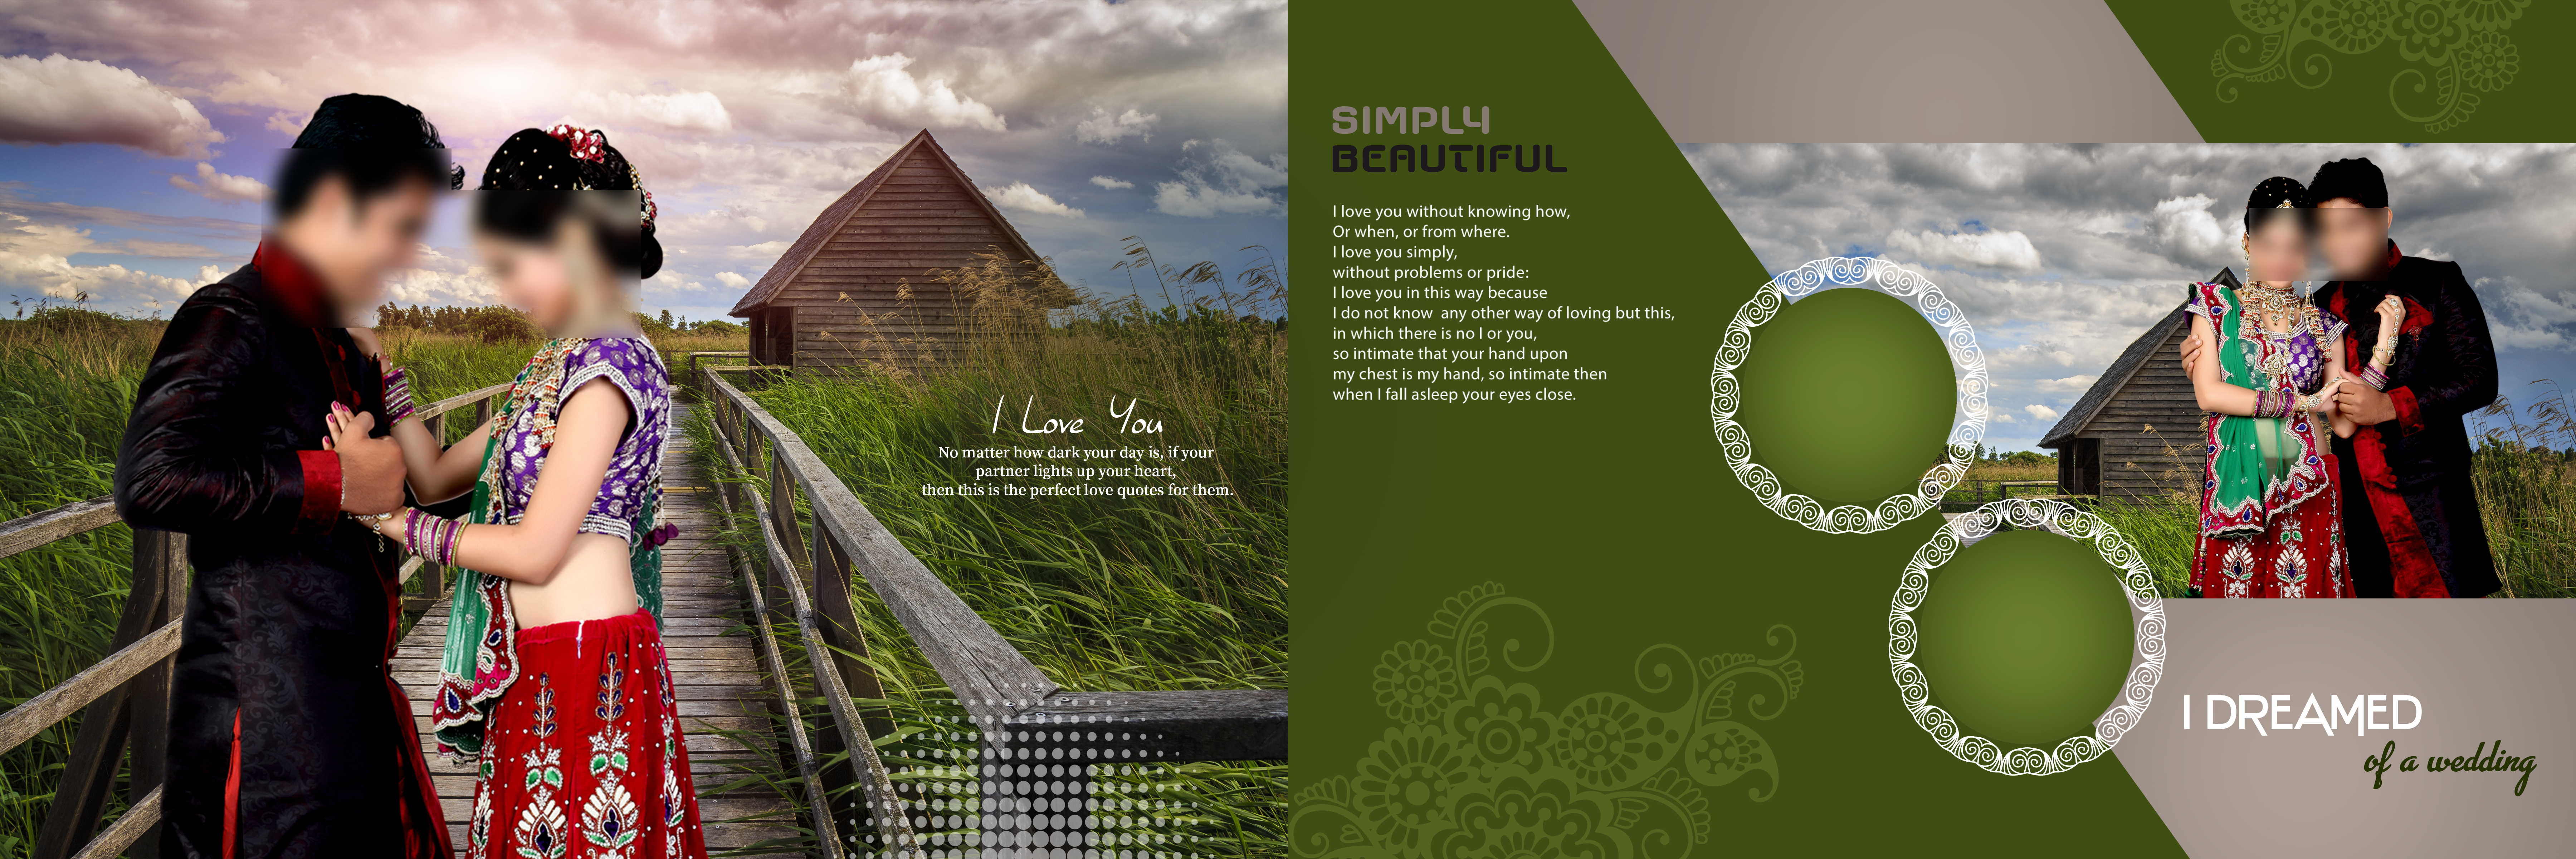 I Love You
No matter how dark your day is, if your
partner lights up your heart,
then this is the perfect love quotes for them.
SIMPLY
BEAUTIFUL
I love you without knowing how,
Or when, or from where.
I love you simply,
without problems or pride:
I love you in this way because
I do not know  any other way of loving but this,
in which there is no I or you,
so intimate that your hand upon
my chest is my hand, so intimate then
when I fall asleep your eyes close.
I DREAMED
of a wedding